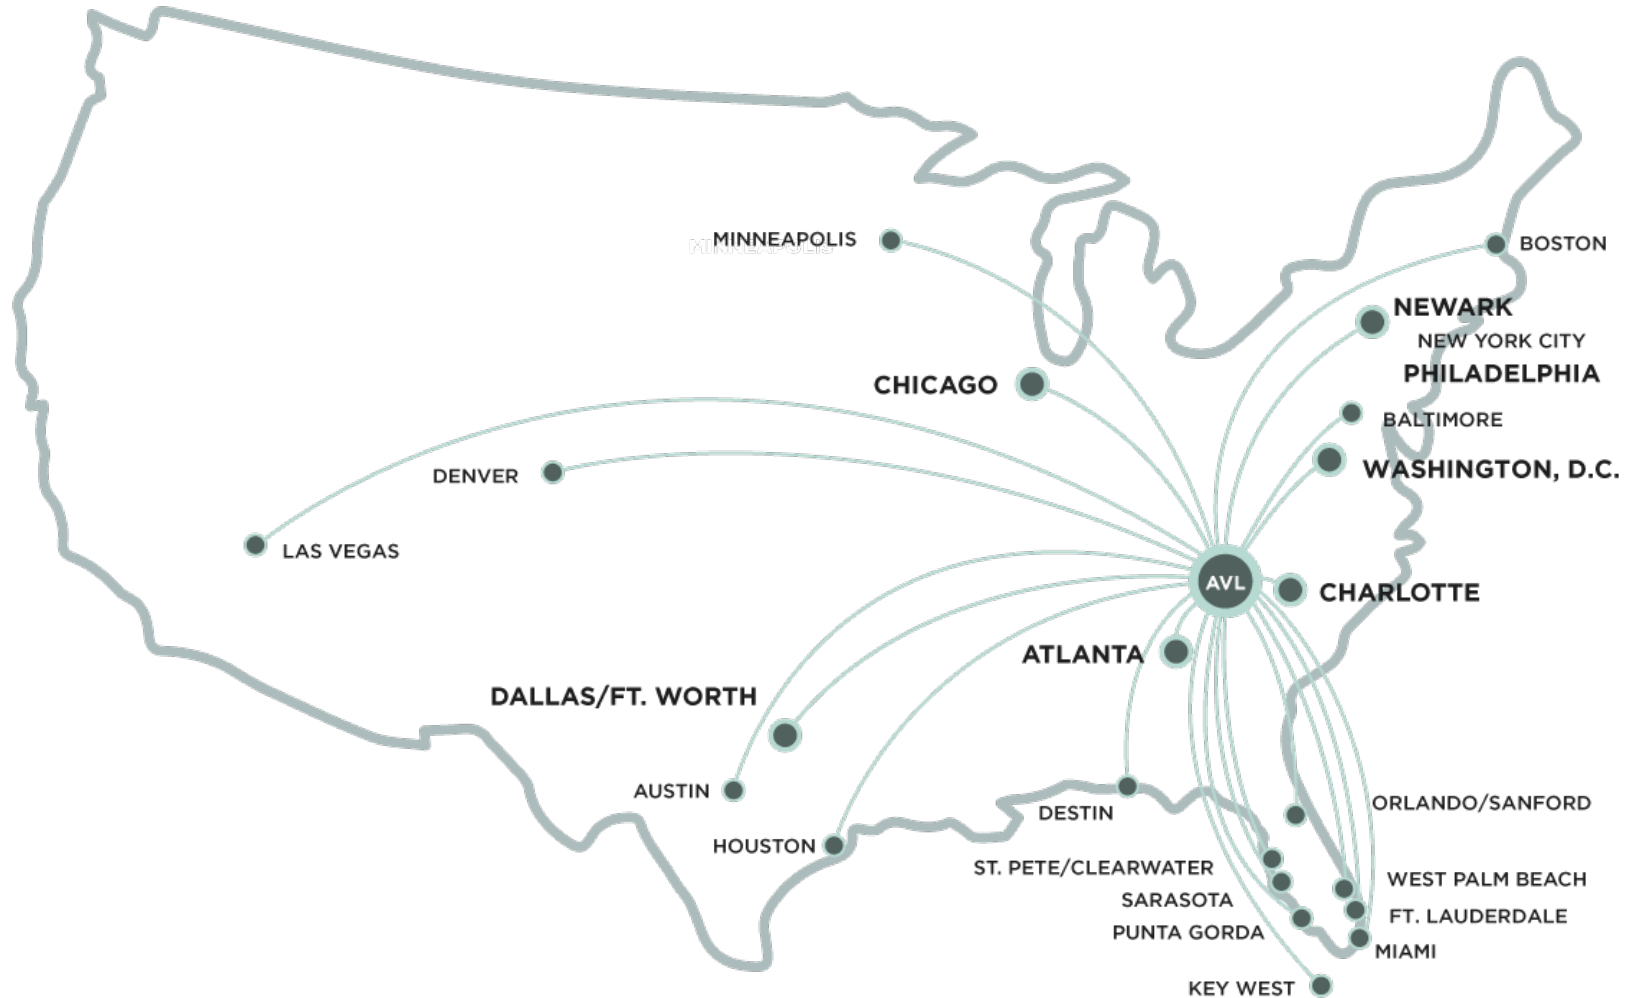 MINNEAPOLIS
MINNEAPOLIS
BOSTON
NEWARK
NEW YORK CITY
PHILADELPHIA
CHICAGO
BALTIMORE
WASHINGTON, D.C.
DENVER
LAS VEGAS
AVL
CHARLOTTE
ATLANTA
DALLAS/FT. WORTH
AUSTIN
HOUSTON
DESTIN
ORLANDO/SANFORD
ST. PETE/CLEARWATER
WEST PALM BEACH
SARASOTA
FT. LAUDERDALE
PUNTA GORDA
MIAMI
KEY WEST